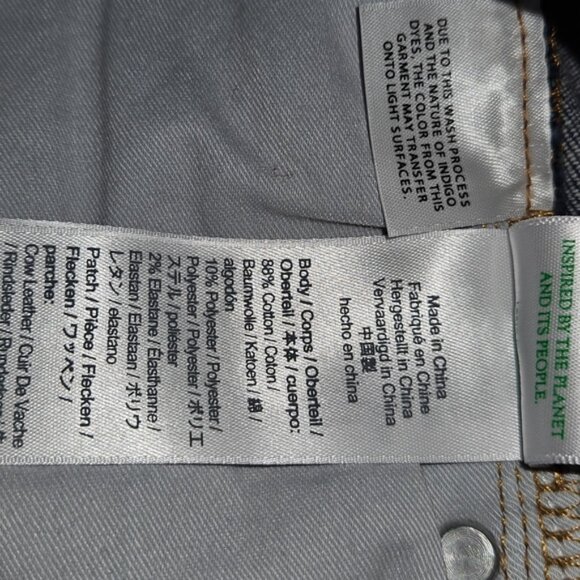 DUE TO THIS WASH PROCESS
AND THE NATURE OF INDIGO
DYES, THE COLOR FROM THIS
GARMENT MAY TRANSFER
ONTO LIGHT SURFACES.
INSPIRED BY THE PLANET
AND ITS PEOPLE.
Made in China
Fabriqué en Chine
Hergestellt in China
Vervaardigd in China
中国製
hecho en china
Body / Corps / Oberteil /
Oberteil / 本体 / cuerpo:
88% Cotton / Coton /
Baumwolle / Katoen / 綿 /
algodón
10% Polyester / Polyester /
Polyester / Polyester / ポリエ
ステル / poliéster
2% Elastane / Élasthanne /
Elastan / Elastaan / ポリウ
レタン / elastano
Patch / Pièce / Flecken /
Flecken / ワッペン /
parche:
Cow Leather / Cuir De Vache
/ Rindsleder /